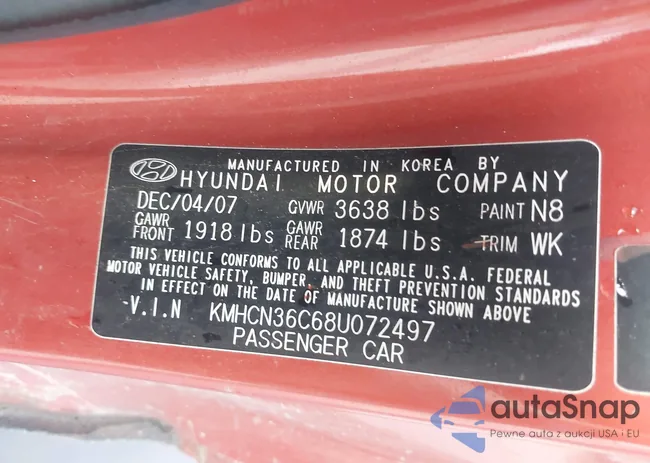 MANUFACTURED IN KOREA BY
HYUNDAI MOTOR COMPANY
DEC/04/07 GVWR 3638 lbs PAINT N8
GAWR FRONT 1918 lbs GAWR REAR 1874 lbs TRIM WK
THIS VEHICLE CONFORMS TO ALL APPLICABLE U.S.A. FEDERAL
MOTOR VEHICLE SAFETY, BUMPER, AND THEFT PREVENTION STANDARDS
IN EFFECT ON THE DATE OF MANUFACTURE SHOWN ABOVE
V.I.N KMHCN36C68U072497
PASSENGER CAR
autaSnap
Pewne auta z aukcji USA i EU